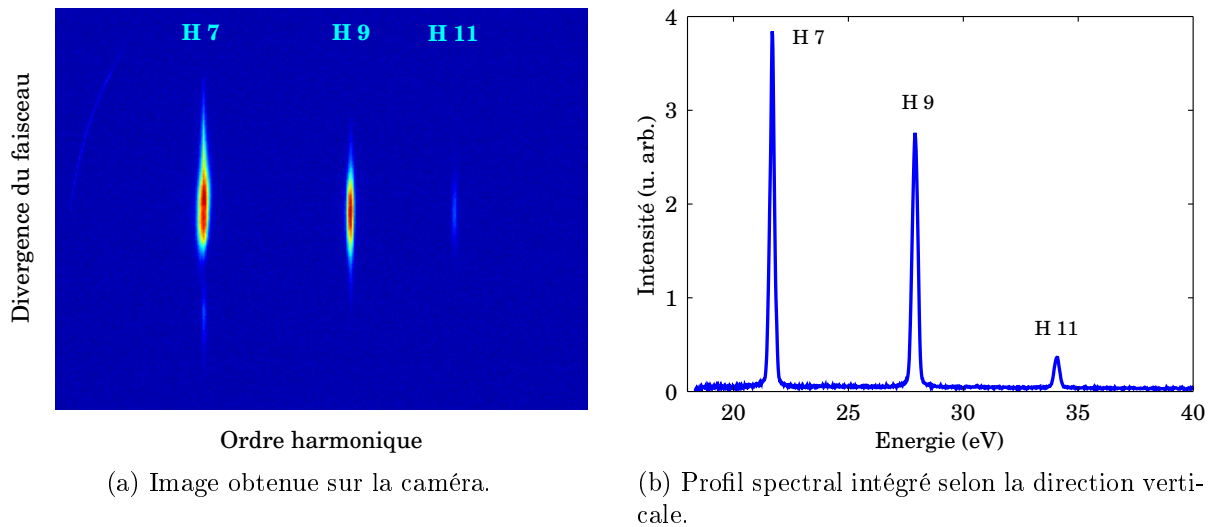 H 7
H 9
H 11
Divergence du faisceau
Ordre harmonique
(a) Image obtenue sur la caméra.
4
3
2
1
0
Intensité (u. arb.)
H 7
H 9
H 11
20
25
30
35
40
Energie (eV)
(b) Profil spectral intégré selon la direction verti-
cale.